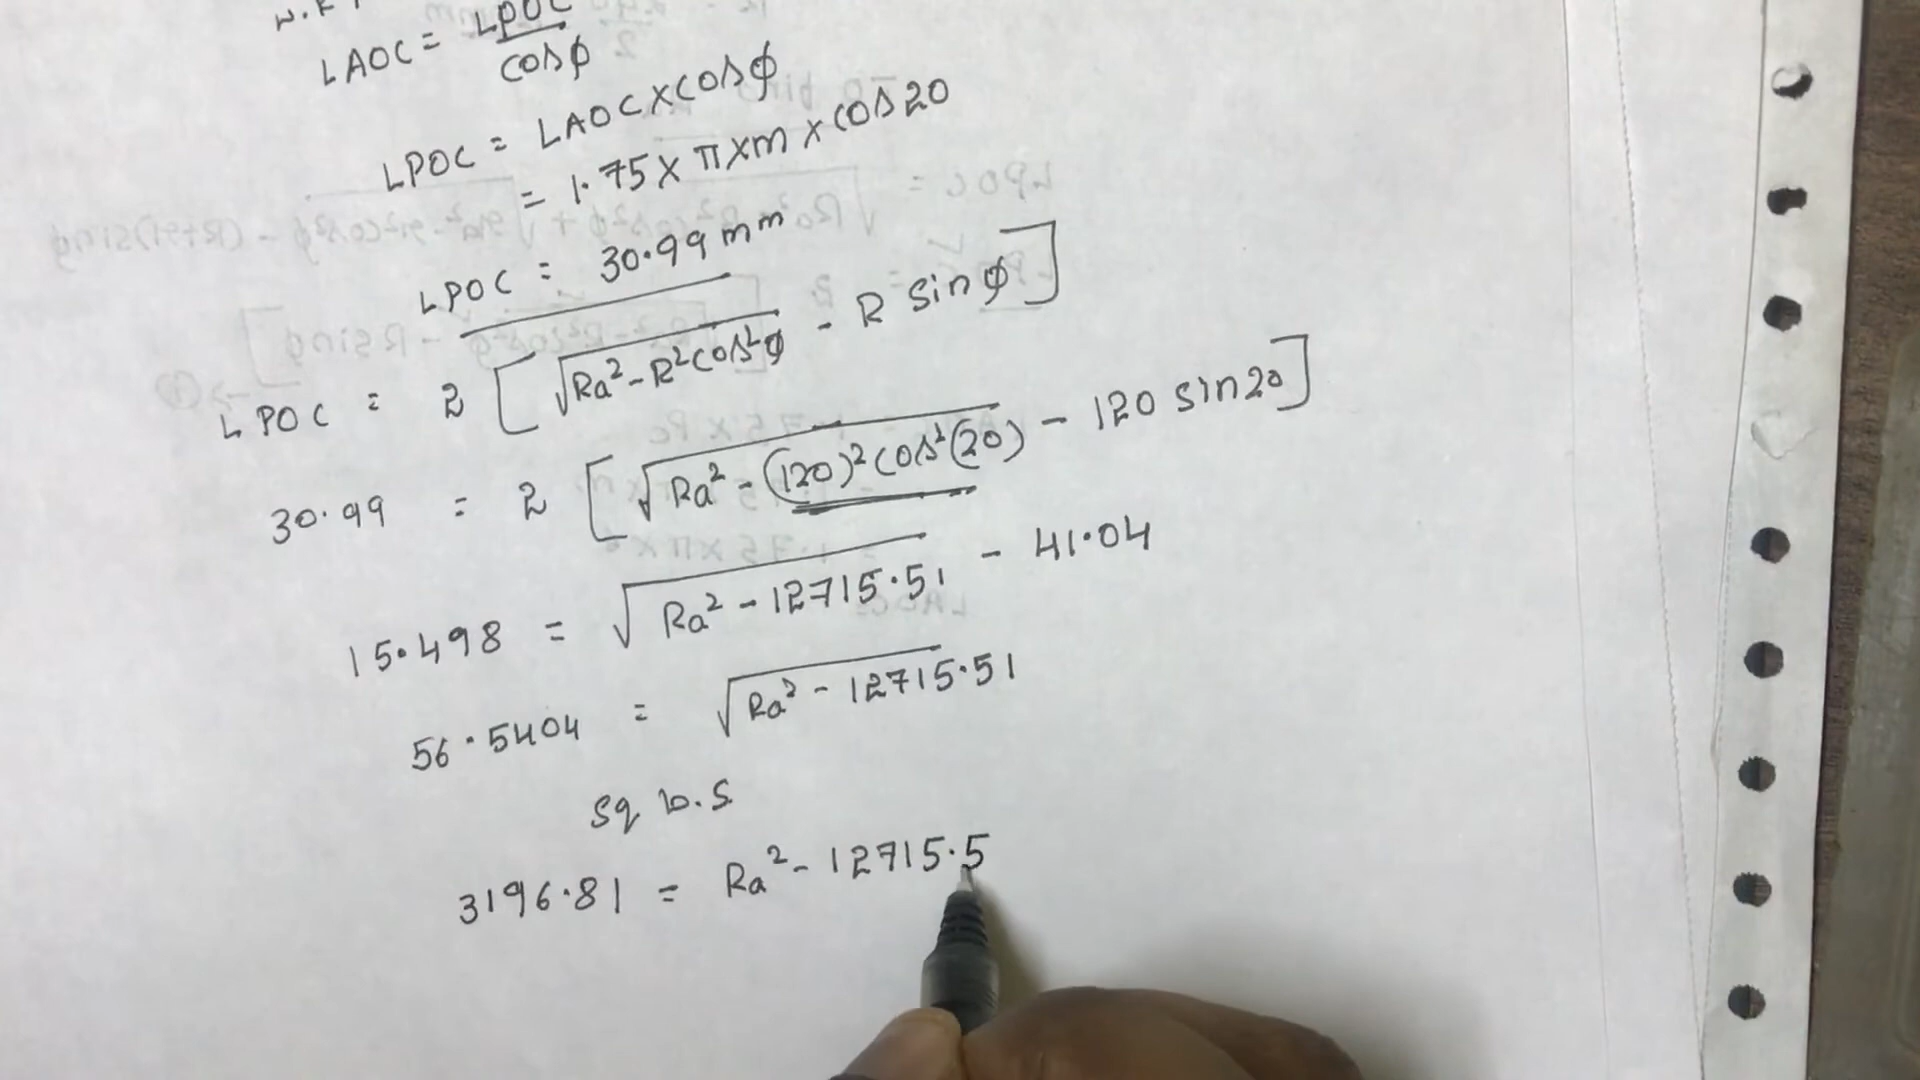 W.K.T
LAOC = LPOC / cosϕ
LPOC = LAOC x cosϕ
= 1.75 x π x m x cos 20
LPOC = 30.99 mm
LPOC = 2 [ √Ra² - R² cos²ϕ - R sinϕ ]
30.99 = 2 [ √Ra² - (120)² cos²(20) - 120 sin 20 ]
15.498 = √Ra² - 12715.51 - 41.04
56.5404 = √Ra² - 12715.51
Sq b.s
3196.81 = Ra² - 12715.5